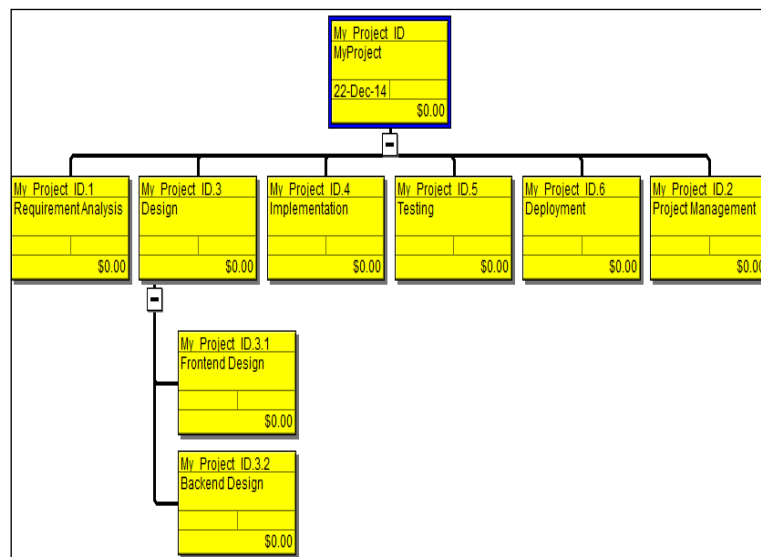 My_Project_ID
MyProject
22-Dec-14
$0.00
My_Project_ID.1
Requirement Analysis
$0.00
My_Project_ID.3
Design
$0.00
My_Project_ID.4
Implementation
$0.00
My_Project_ID.5
Testing
$0.00
My_Project_ID.6
Deployment
$0.00
My_Project_ID.2
Project Management
$0.00
My_Project_ID.3.1
Frontend Design
$0.00
My_Project_ID.3.2
Backend Design
$0.00